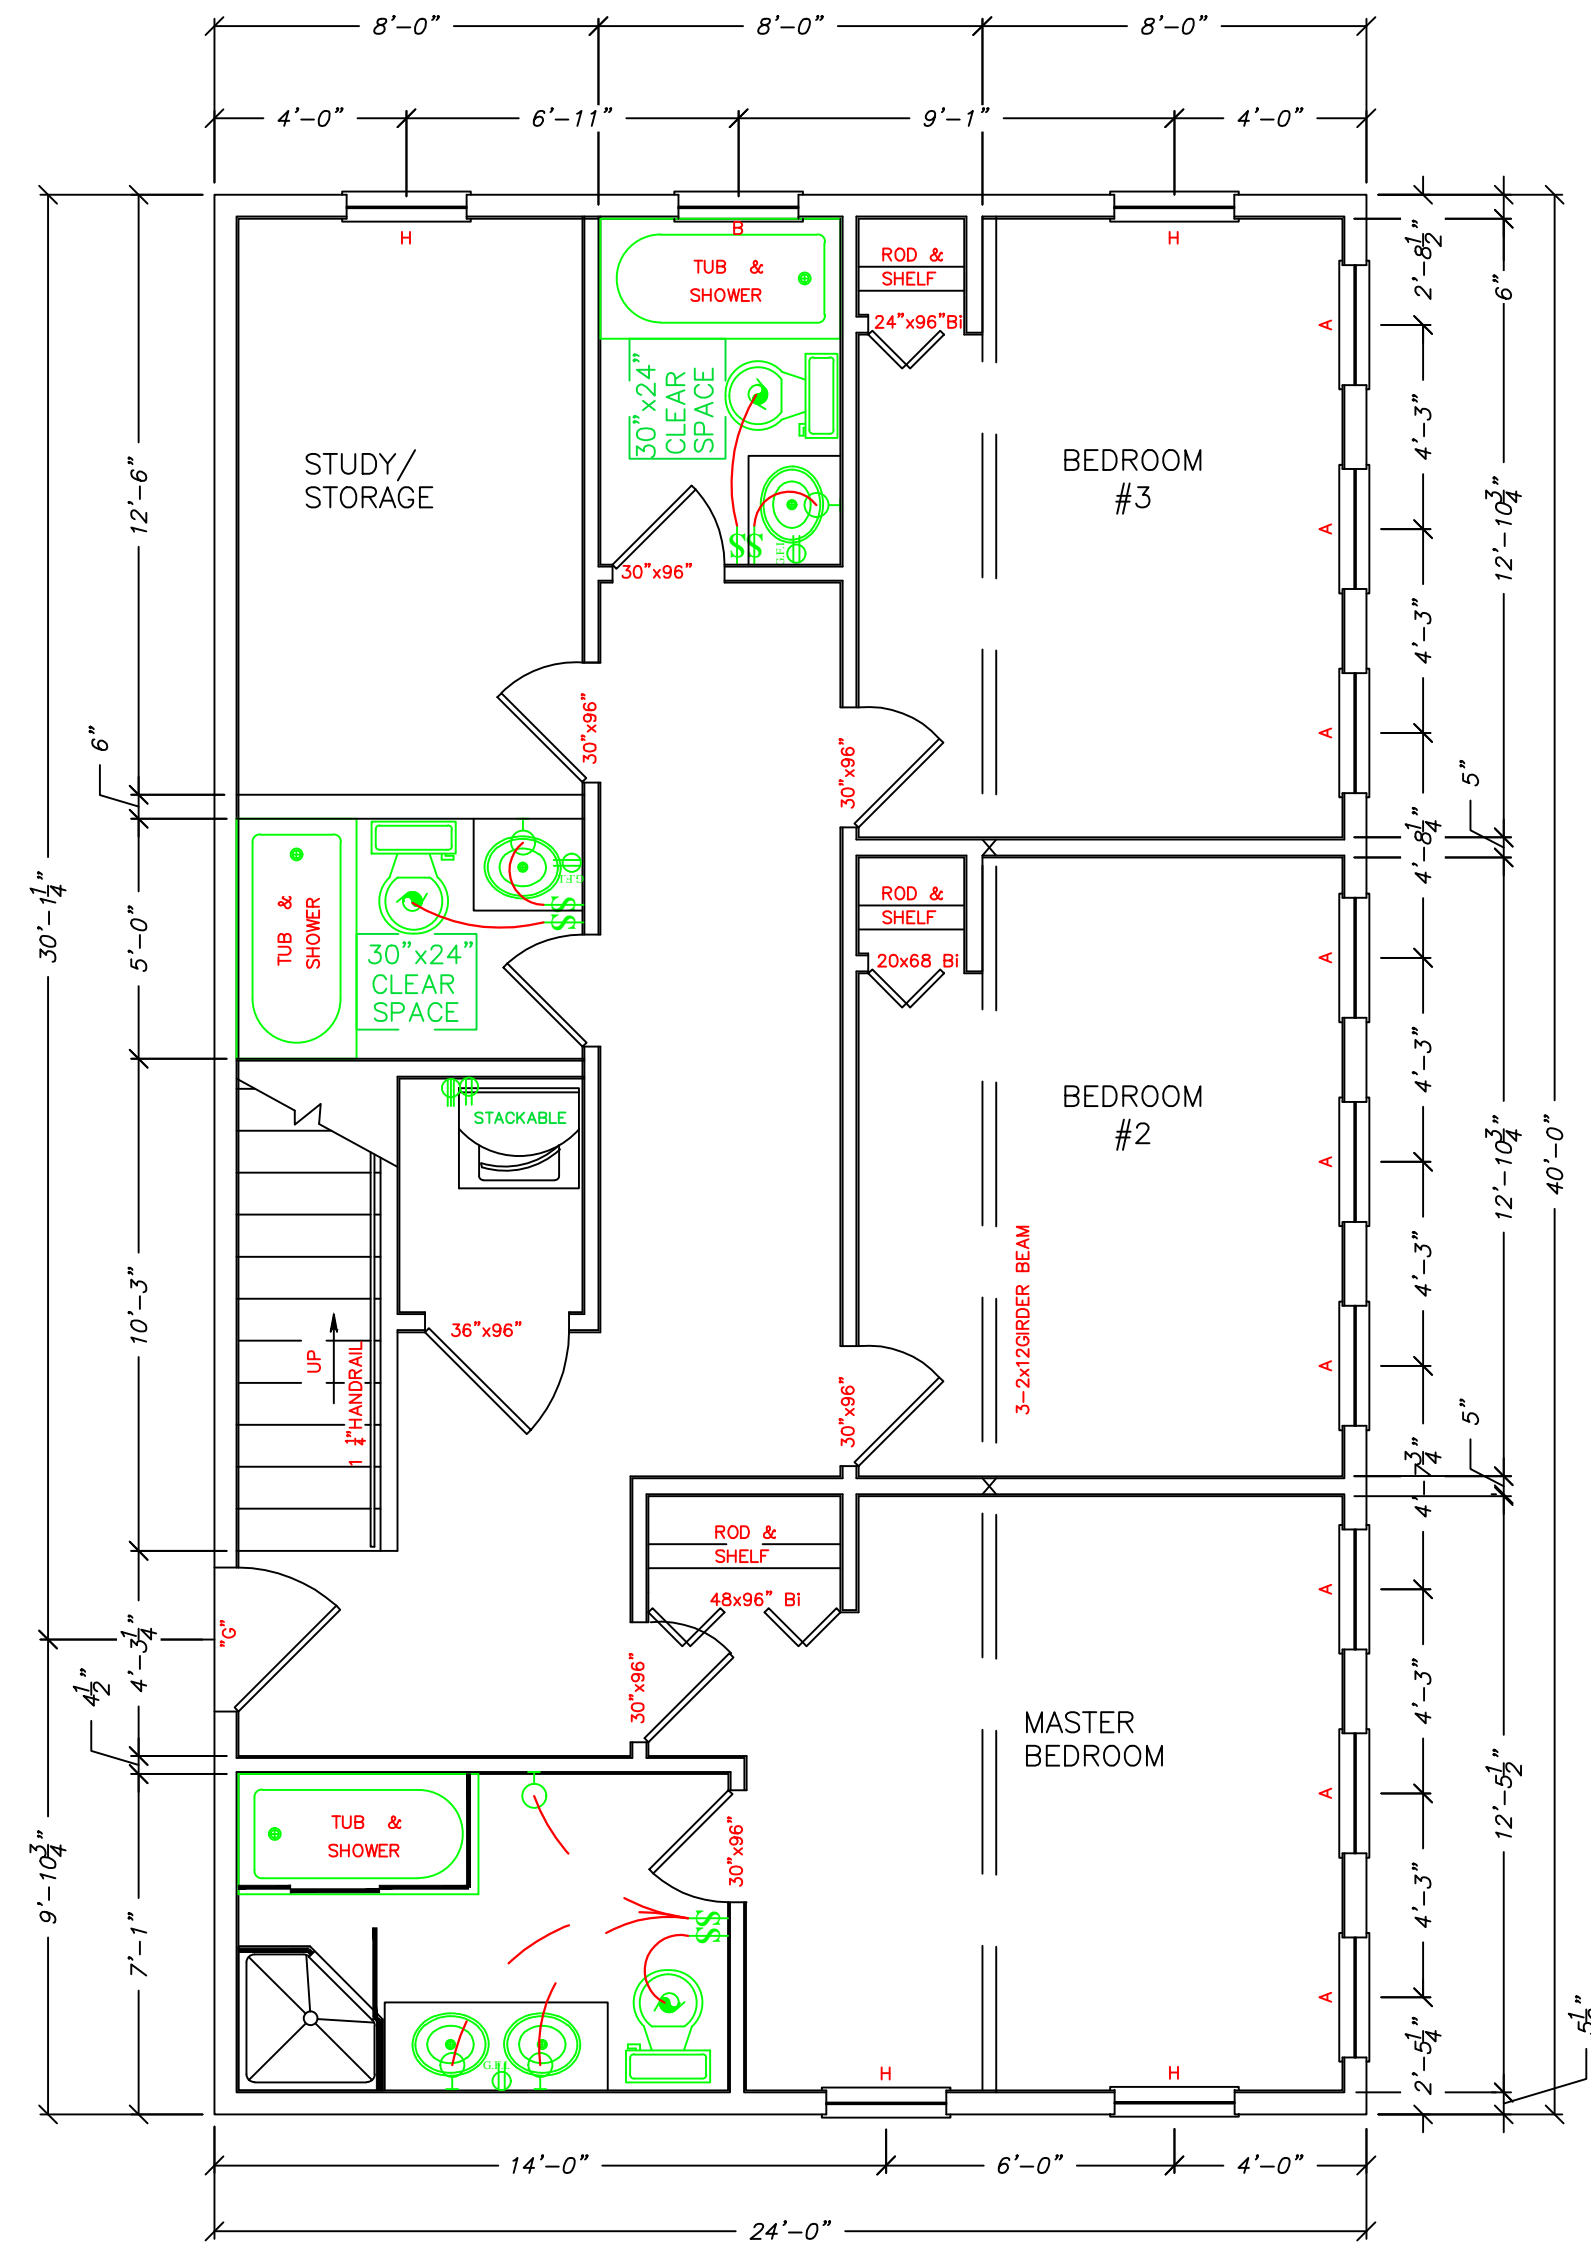 8'-0" 8'-0" 8'-0"
4'-0" 6'-11" 9'-1" 4'-0"
H
B
H
TUB &
SHOWER
ROD &
SHELF
24"x96"Bi
30"x24"
CLEAR
SPACE
STUDY/
STORAGE
BEDROOM
#3
A
A
A
SS
G.F.I.
30"x96"
30"x96"
30"x96"
TUB &
SHOWER
G.F.I.
SS
30"x24"
CLEAR
SPACE
ROD &
SHELF
20x68 Bi
STACKABLE
BEDROOM
#2
A
A
A
3-2x12GIRDER BEAM
36"x96"
UP
1 1/4"HANDRAIL
30"x96"
ROD &
SHELF
48x96" Bi
"G"
30"x96"
MASTER
BEDROOM
A
A
A
TUB &
SHOWER
30"x96"
SS
G.F.I.
H
H
30'-1 1/4"
9'-10 3/4"
12'-6"
6"
5'-0"
10'-3"
4'-3 1/4"
4 1/2"
7'-1"
2'-8 1/2"
4'-3"
4'-3"
4'-8 1/4"
4'-3"
4'-3"
4'-7 3/4"
4'-3"
4'-3"
2'-5 1/4"
6"
12'-10 3/4"
5"
12'-10 3/4"
5"
12'-5 1/2"
40'-0"
14'-0" 6'-0" 4'-0"
24'-0"